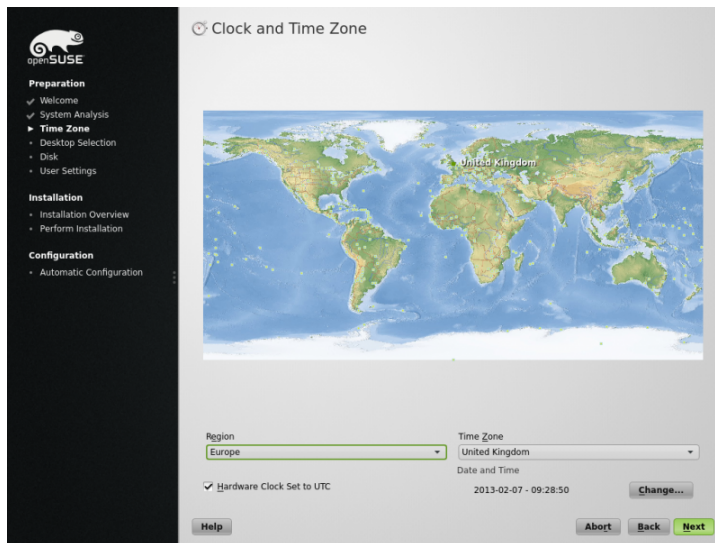 openSUSE
Preparation
Welcome
System Analysis
Time Zone
Desktop Selection
Disk
User Settings
Installation
Installation Overview
Perform Installation
Configuration
Automatic Configuration
Clock and Time Zone
United Kingdom
Region
Europe
Time Zone
United Kingdom
Hardware Clock Set to UTC
Date and Time
2013-02-07 - 09:28:50
Change...
Help
Abort
Back
Next